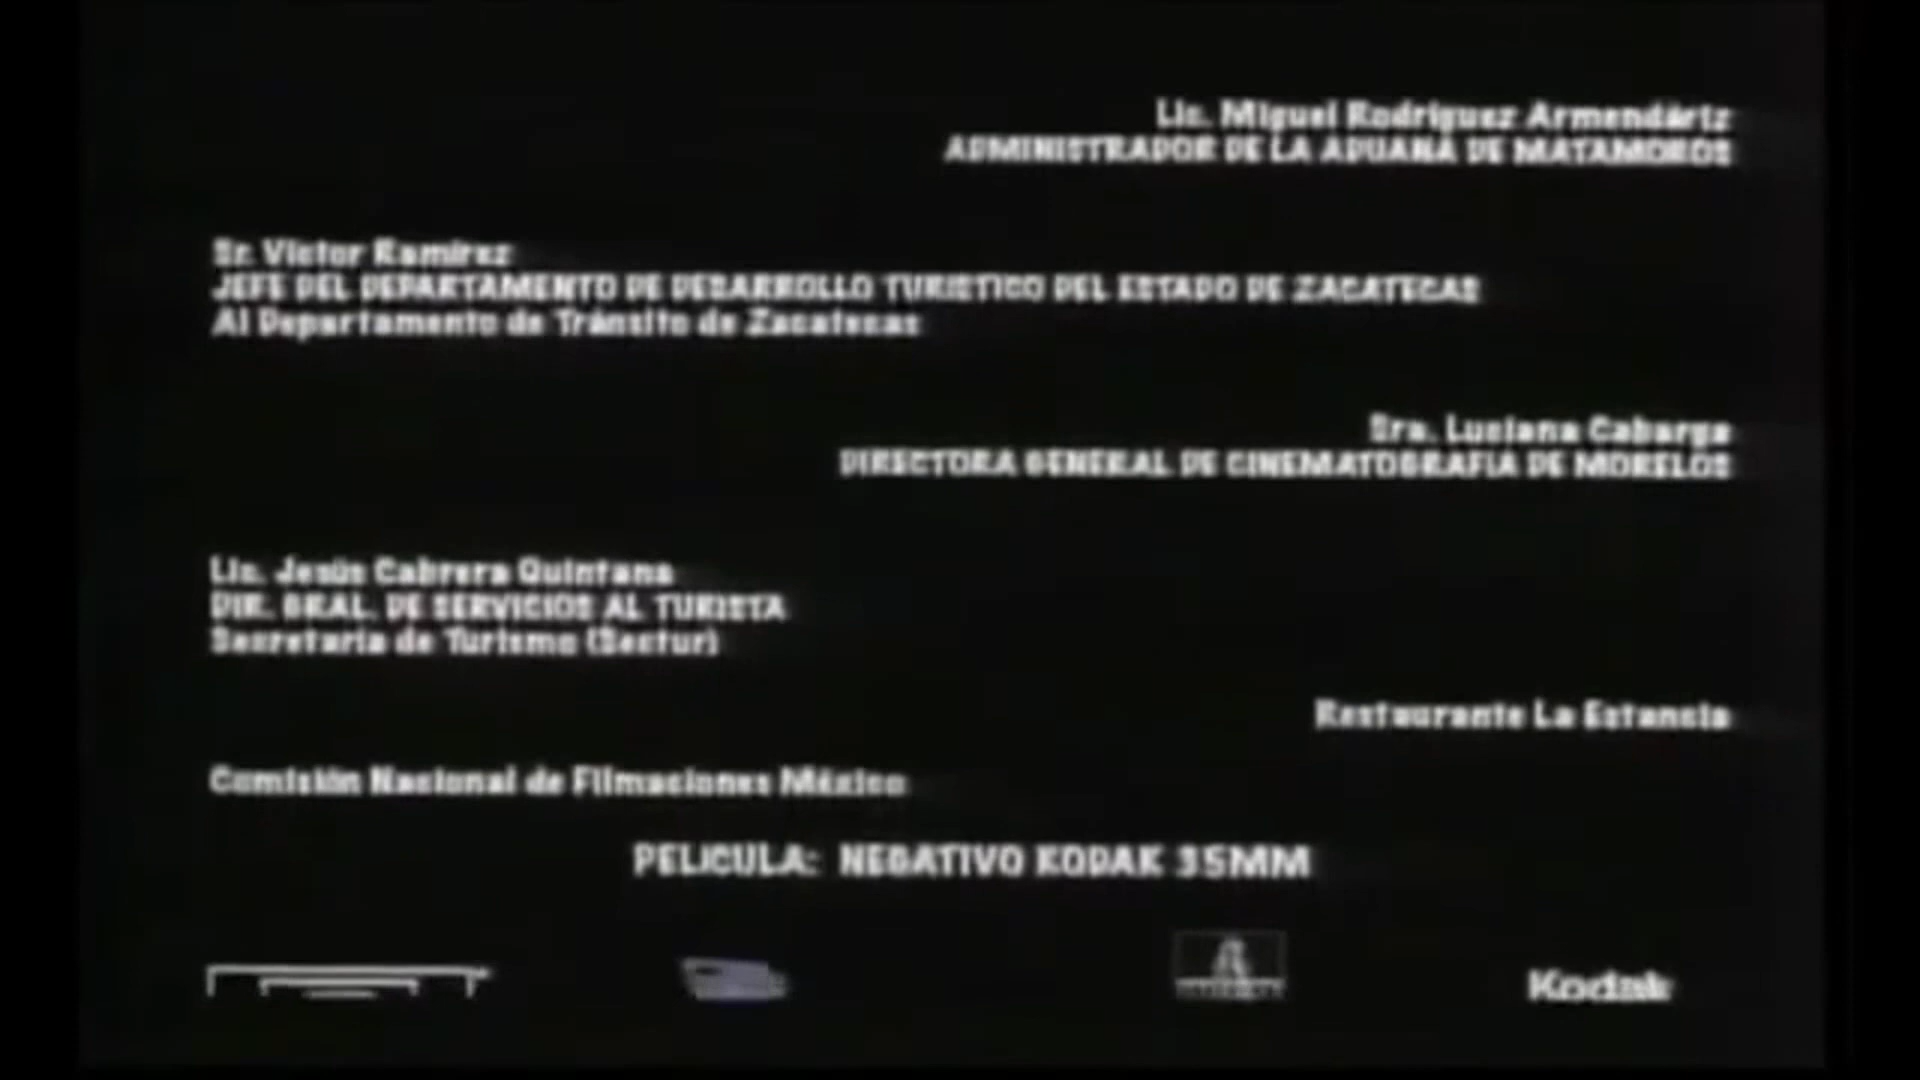 Lic. Miguel Rodríguez Armendáriz
ADMINISTRADOR DE LA ADUANA DE MATAMOROS
Sr. Victor Ramírez
JEFE DEL DEPARTAMENTO DE DESARROLLO TURISTICO DEL ESTADO DE ZACATECAS
Al Departamento de Tránsito de Zacatecas
Sra. Luciana Cabarga
DIRECTORA GENERAL DE CINEMATOGRAFIA DE MORELOS
Lic. Jesús Cabrera Quintana
DIR. GRAL. DE SERVICIOS AL TURISTA
Secretaría de Turismo (Sectur)
Restaurante La Estancia
Comisión Nacional de Filmaciones México
PELICULA: NEGATIVO KODAK 35MM
Kodak